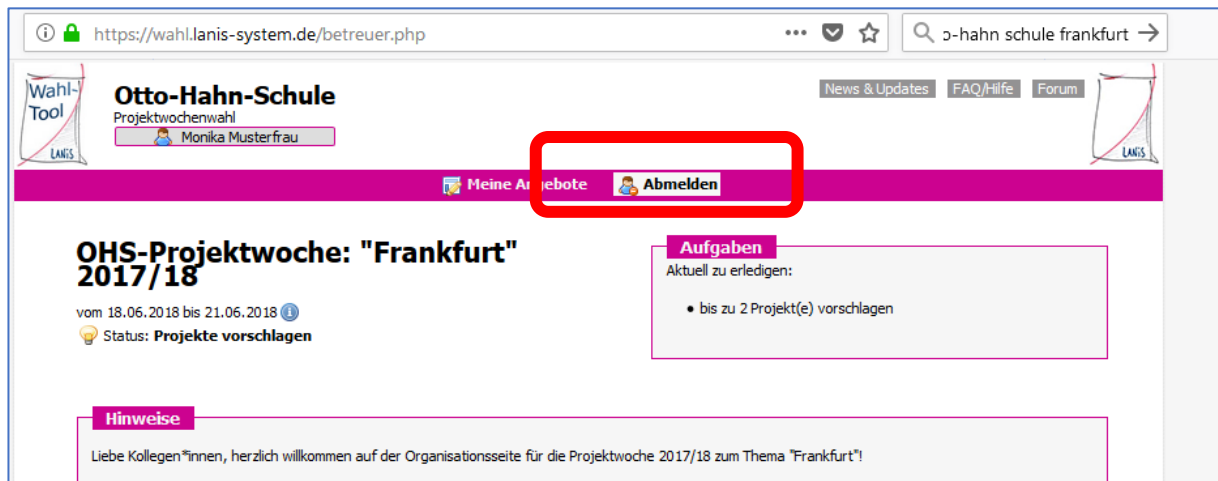 https://wahl.lanis-system.de/betreuer.php
-hahn schule frankfurt
Wahl-
Tool
LANiS
Otto-Hahn-Schule
Projektwochenwahl
Monika Musterfrau
News & Updates FAQ/Hilfe Forum
LANiS
Meine Angebote Abmelden
OHS-Projektwoche: "Frankfurt"
2017/18
vom 18.06.2018 bis 21.06.2018
Status: Projekte vorschlagen
Aufgaben
Aktuell zu erledigen:
• bis zu 2 Projekt(e) vorschlagen
Hinweise
Liebe Kollegen*innen, herzlich willkommen auf der Organisationsseite für die Projektwoche 2017/18 zum Thema "Frankfurt"!